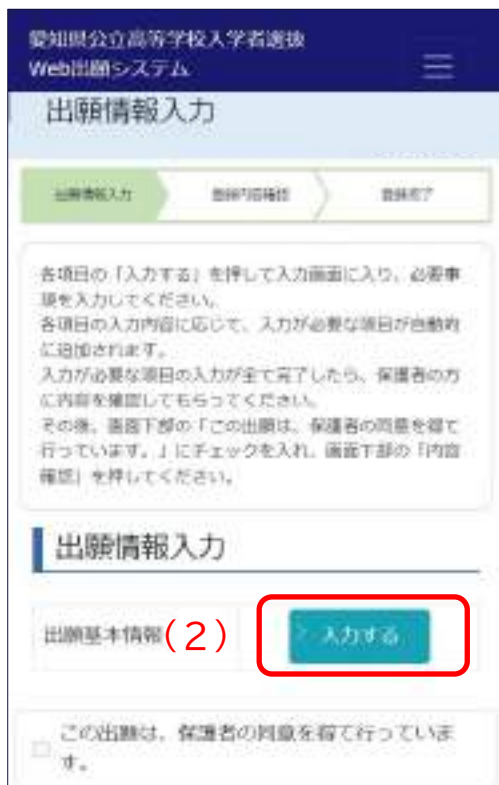 愛知県公立高等学校入学者選抜
Web出願システム
出願情報入力
出願情報入力
登録内容確認
登録完了
各項目の「入力する」を押して入力画面に入り、必要事
項を入力してください。
各項目の入力内容に応じて、入力が必要な項目が自動的
に追加されます。
入力が必要な項目の入力が全て完了したら、保護者の方
に内容を確認してもらってください。
その後、画面下部の「この出願は、保護者の同意を得て
行っています。」にチェックを入れ、画面下部の「内容
確認」を押してください。
出願情報入力
出願基本情報(2)
入力する
この出願は、保護者の同意を得て行っていま
す。